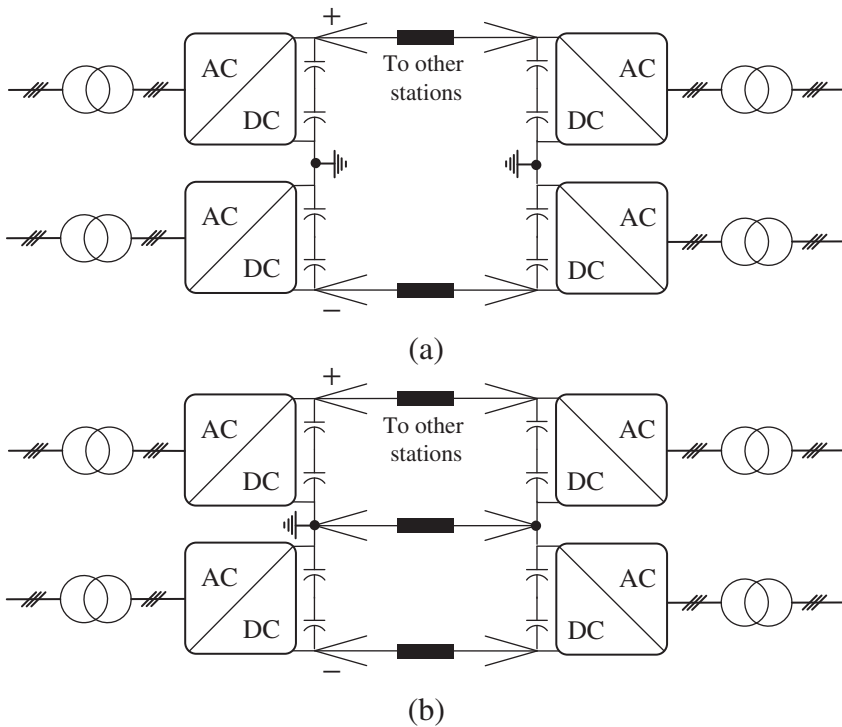 +
AC
DC
To other
stations
AC
DC
AC
DC
AC
DC
−
(a)
+
AC
DC
To other
stations
AC
DC
AC
DC
AC
DC
−
(b)